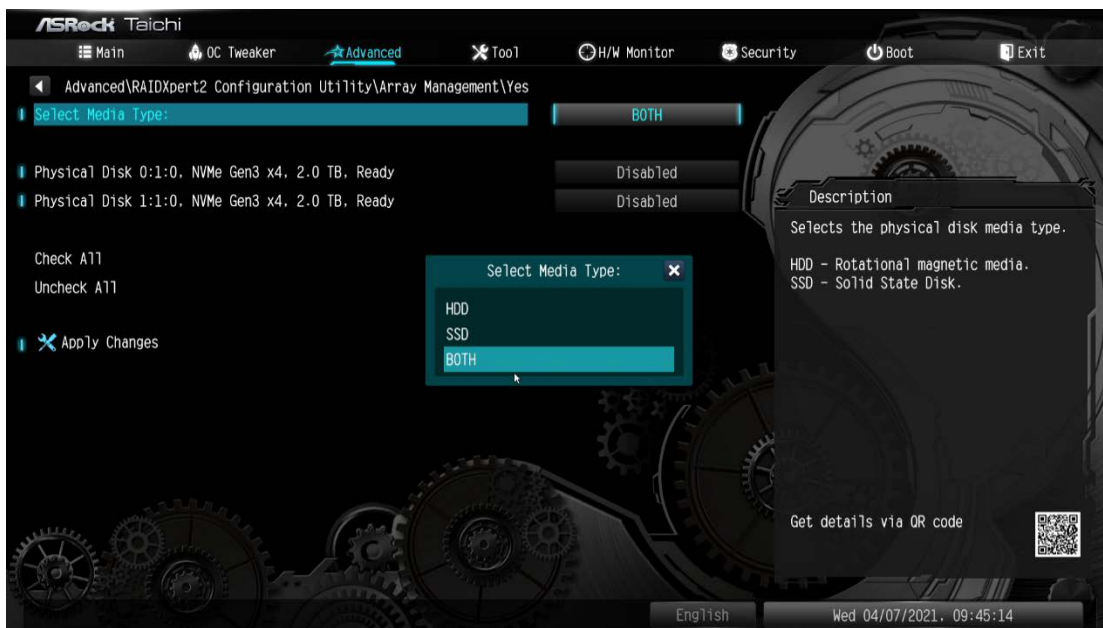 ASRock Taichi
Main OC Tweaker Advanced Tool H/W Monitor Security Boot Exit
Advanced\RAIDXpert2 Configuration Utility\Array Management\Yes
Select Media Type: BOTH
Physical Disk 0:1:0, NVMe Gen3 x4, 2.0 TB, Ready Disabled
Physical Disk 1:1:0, NVMe Gen3 x4, 2.0 TB, Ready Disabled
Check All
Uncheck All
Apply Changes
Select Media Type:
HDD
SSD
BOTH
Description
Selects the physical disk media type.
HDD - Rotational magnetic media.
SSD - Solid State Disk.
Get details via QR code
English Wed 04/07/2021, 09:45:14